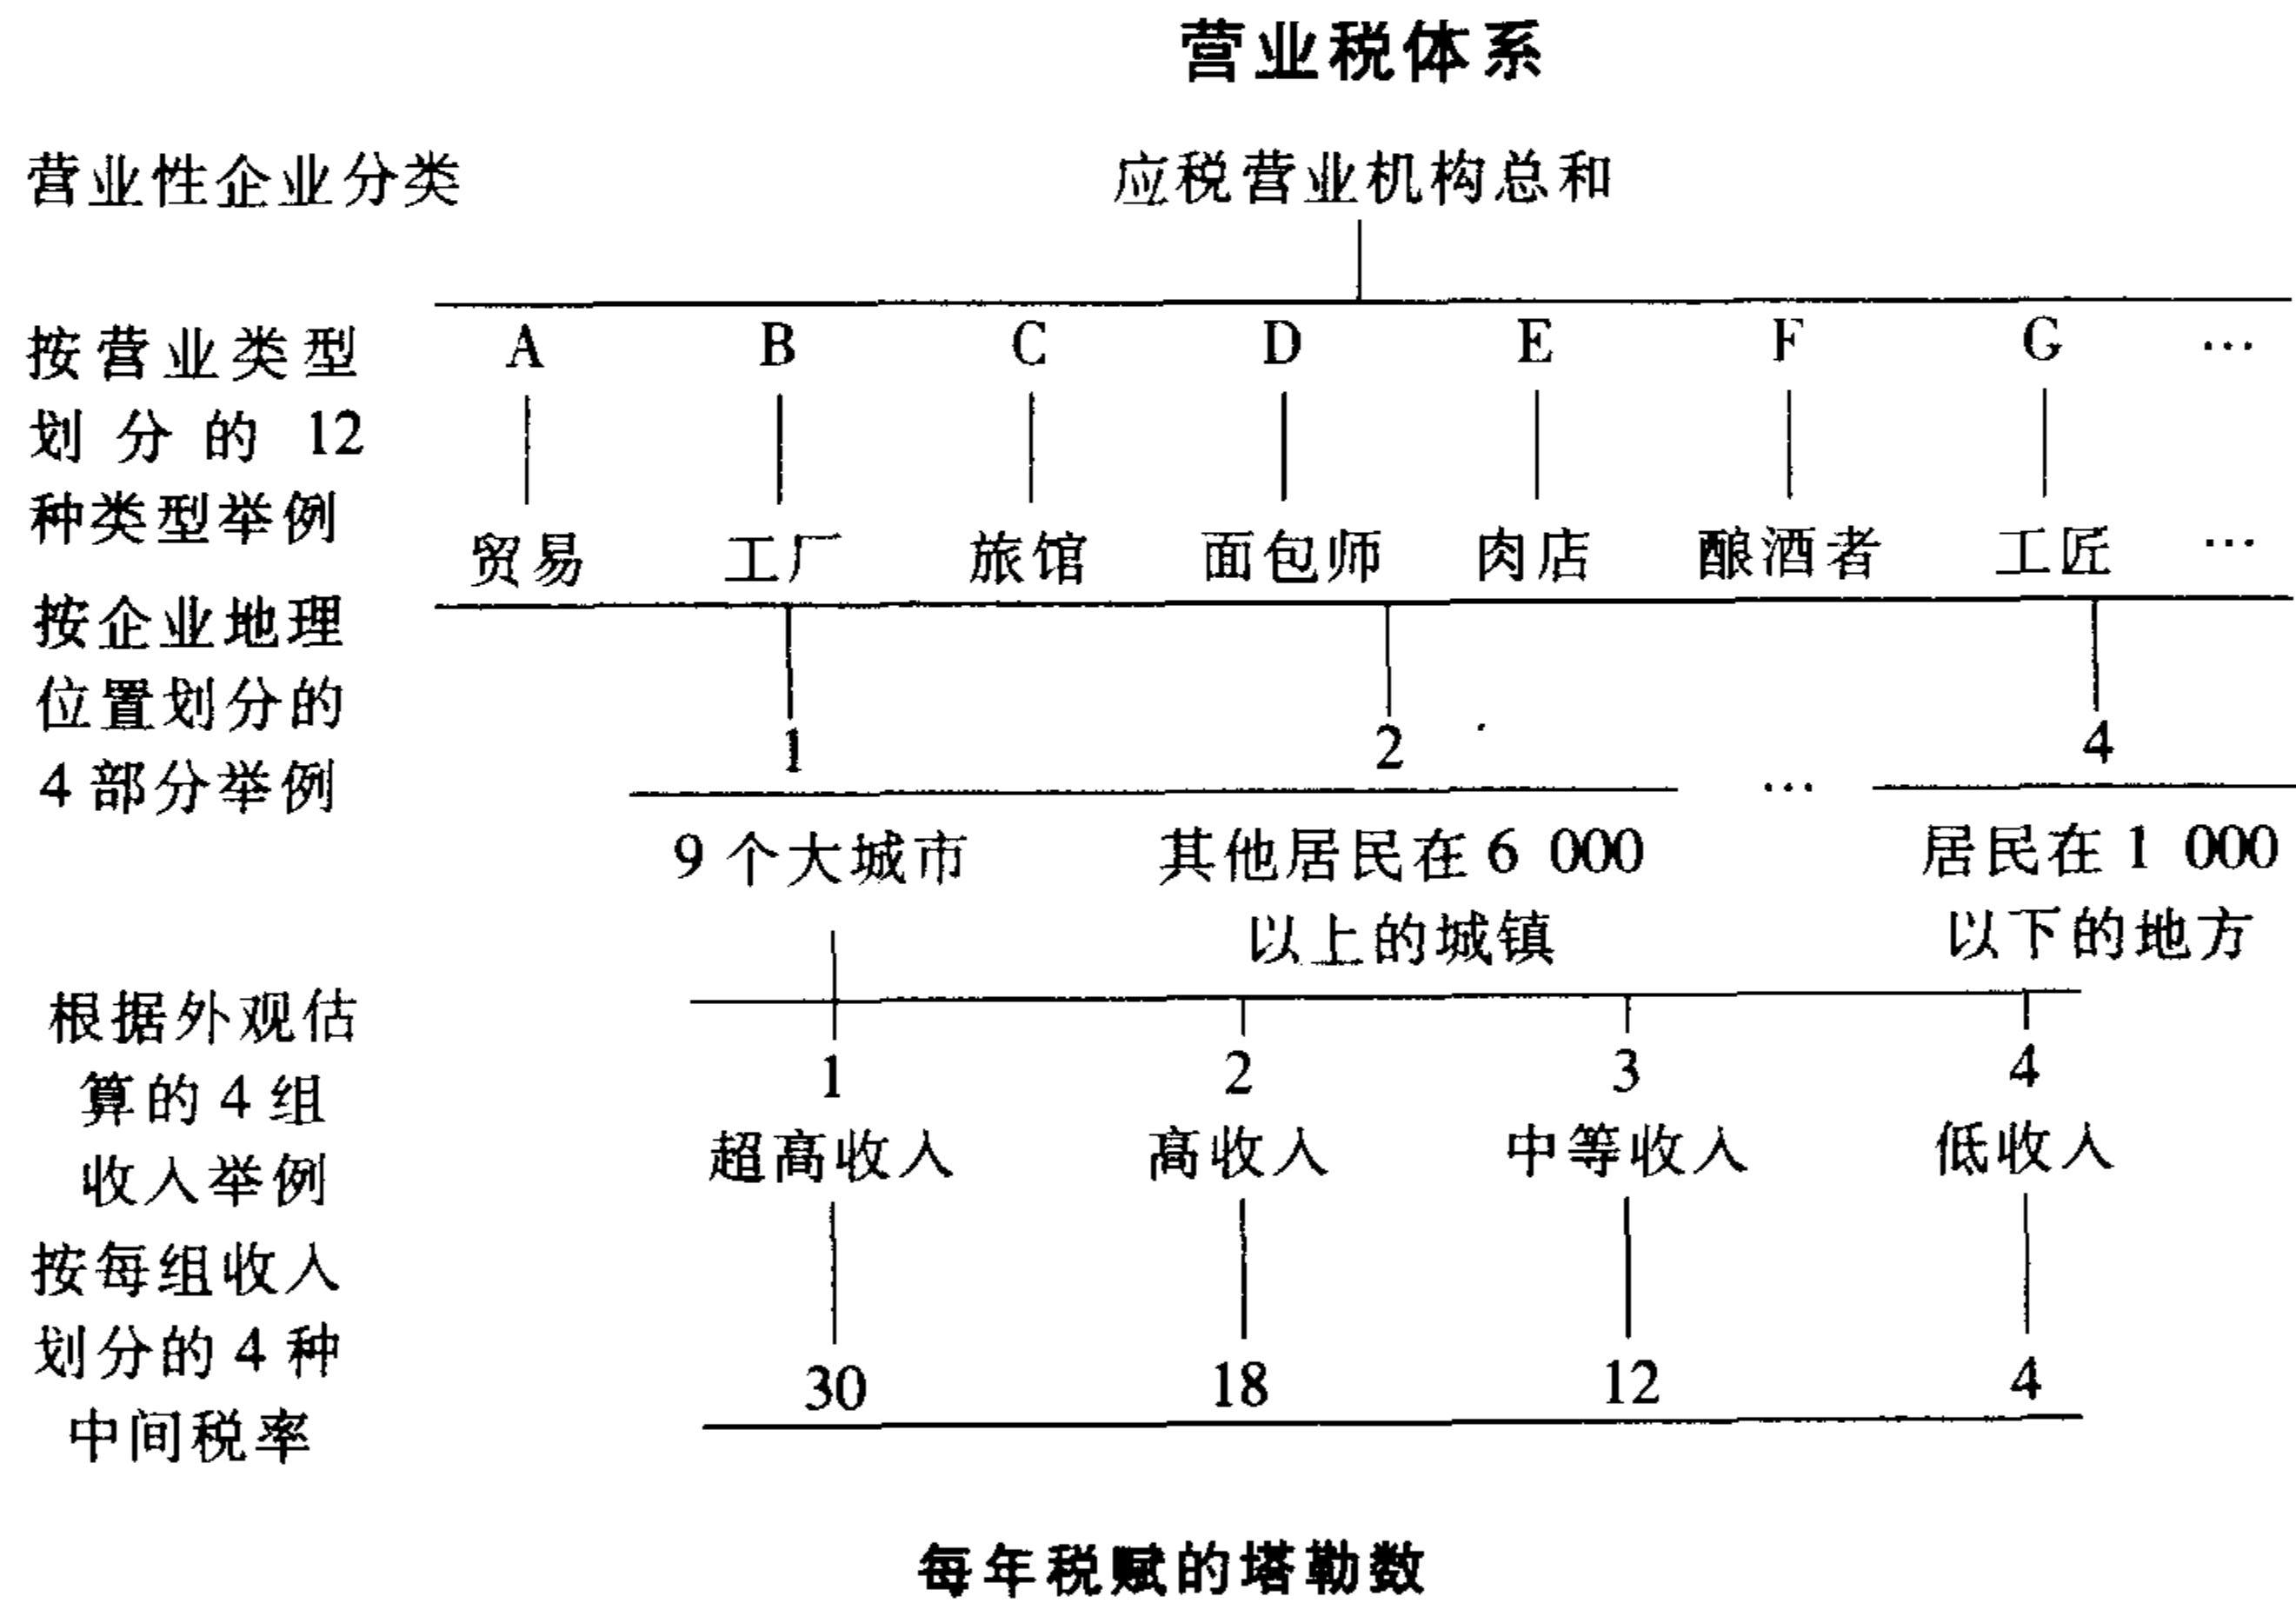 营业税体系
营业性企业分类 应税营业机构总和
A B C D E F G …
按营业类型
划分的 12
种类型举例
贸易 工厂 旅馆 面包师 肉店 酿酒者 工匠 …
按企业地理
位置划分的
4 部分举例
1 2 4
…
9 个大城市 其他居民在 6 000 居民在 1 000
以上的城镇 以下的地方
根据外观估
算的 4 组
收入举例
1 2 3 4
超高收入 高收入 中等收入 低收入
按每组收入
划分的 4 种
中间税率
30 18 12 4
每年税赋的塔勒数